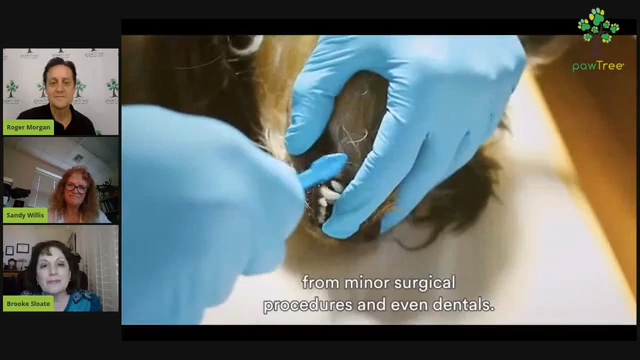 pawTree
Roger Morgan
Sandy Willis
Brooke Sloate
from minor surgical
procedures and even dentals.